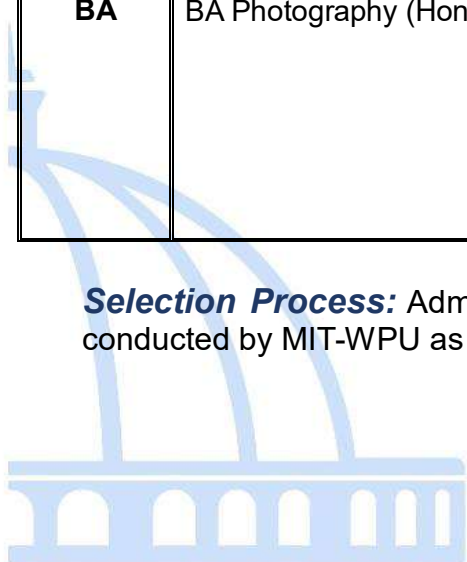 BA
BA Photography (Hon
Selection Process: Adm
conducted by MIT-WPU as